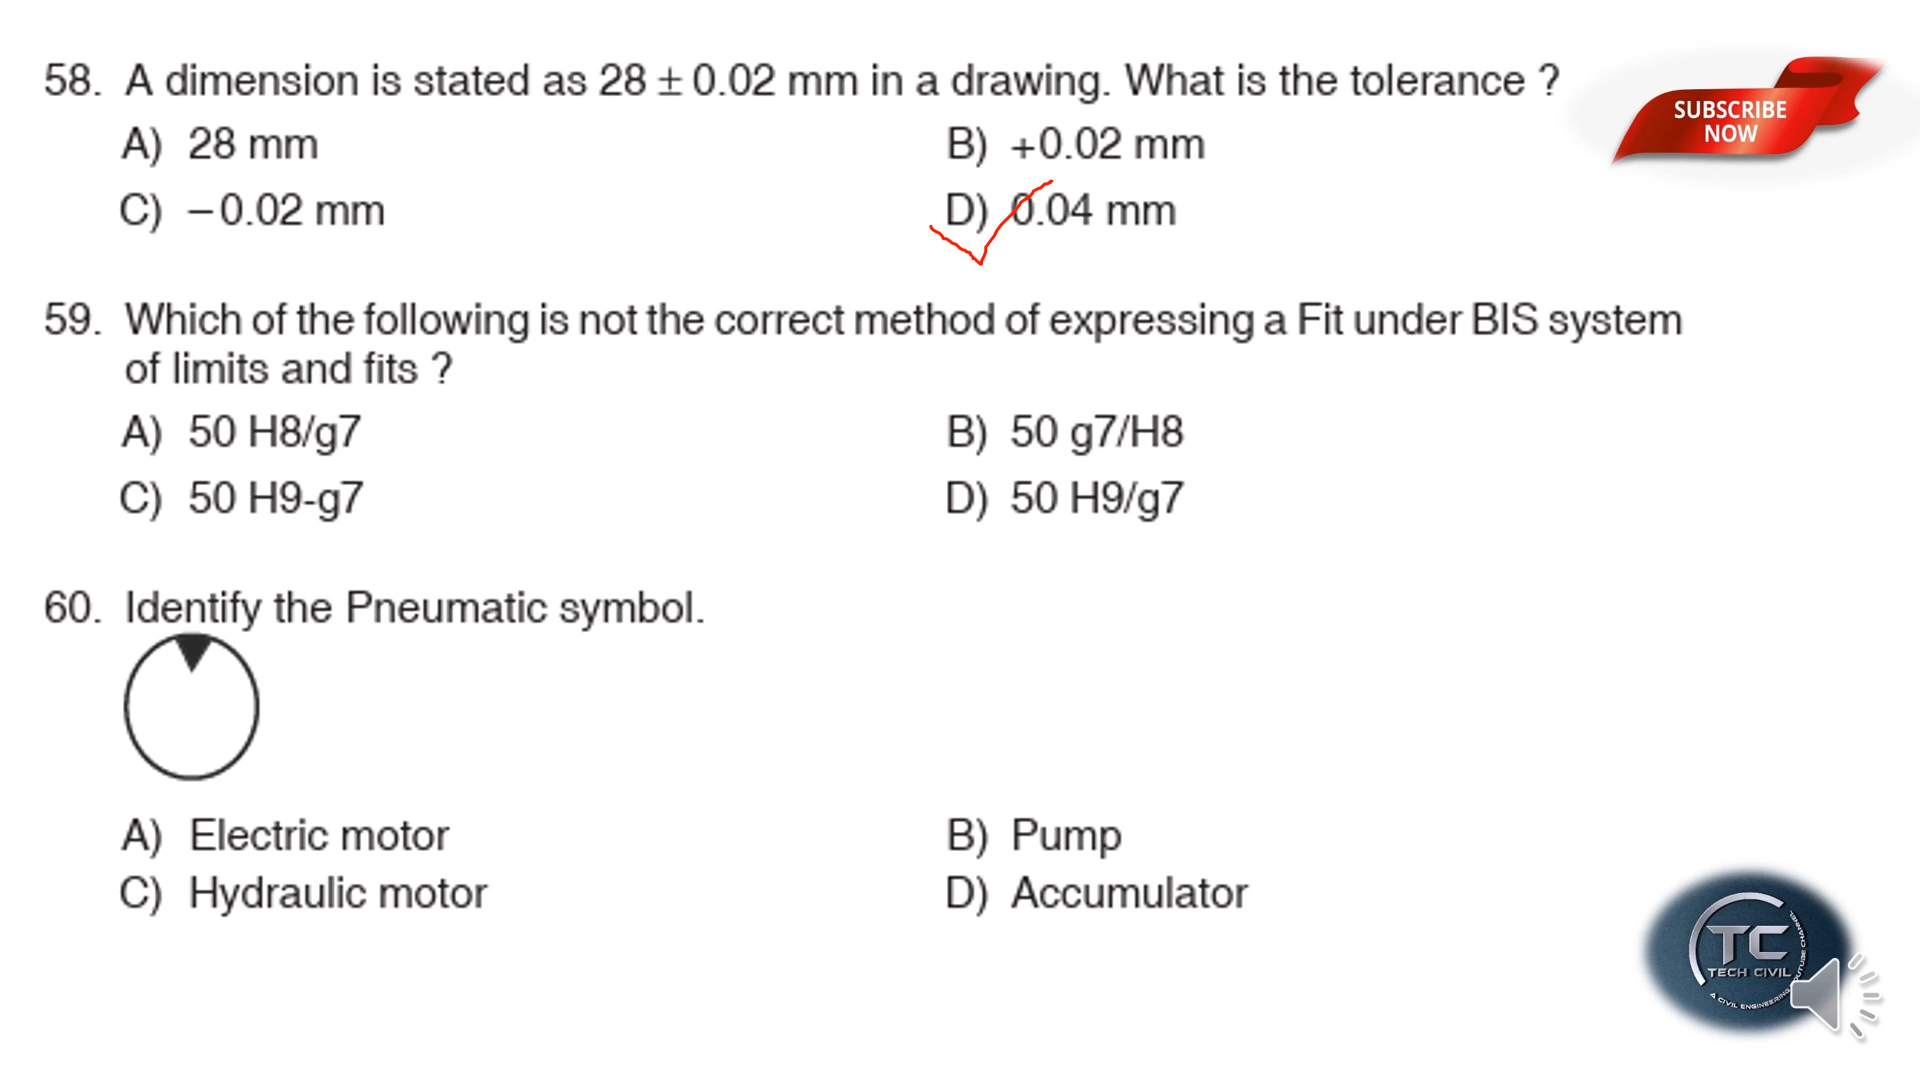 58. A dimension is stated as 28 ± 0.02 mm in a drawing. What is the tolerance ?
A) 28 mm
B) +0.02 mm
C) –0.02 mm
D) 0.04 mm
59. Which of the following is not the correct method of expressing a Fit under BIS system
of limits and fits ?
A) 50 H8/g7
B) 50 g7/H8
C) 50 H9-g7
D) 50 H9/g7
60. Identify the Pneumatic symbol.
A) Electric motor
B) Pump
C) Hydraulic motor
D) Accumulator
SUBSCRIBE
NOW
TC
TECH CIVIL
A CIVIL ENGINEERING